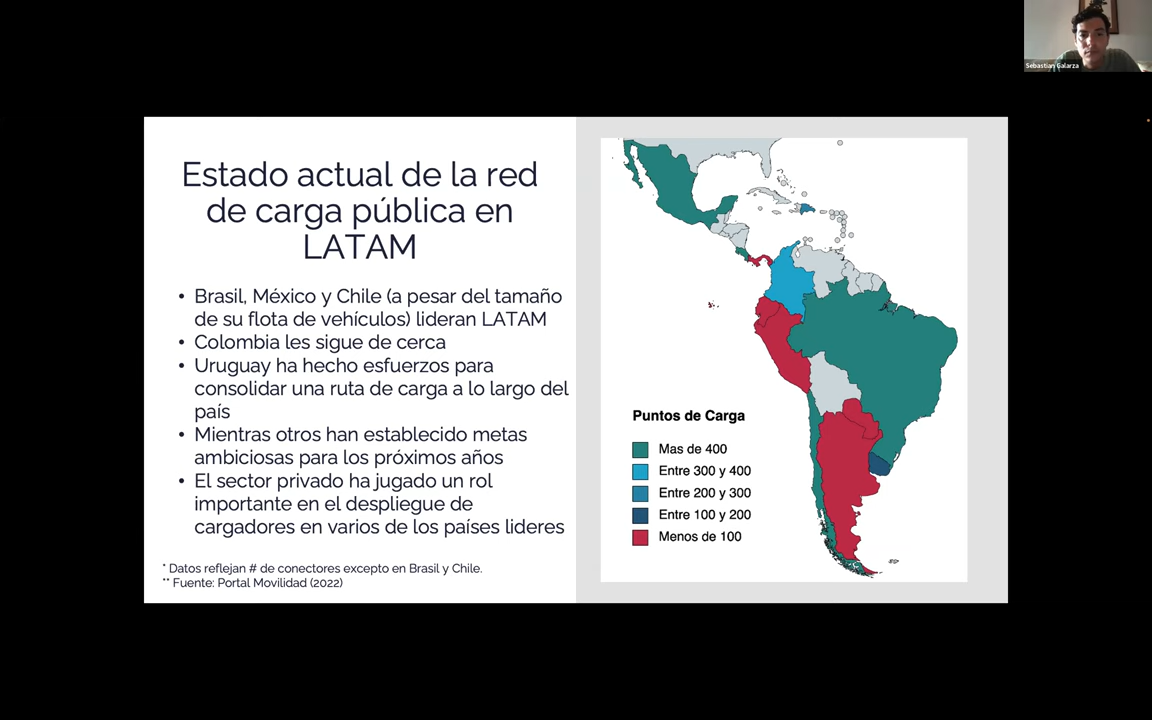 Sebastian Galarza
Estado actual de la red
de carga pública en
LATAM
• Brasil, México y Chile (a pesar del tamaño
de su flota de vehículos) lideran LATAM
• Colombia les sigue de cerca
• Uruguay ha hecho esfuerzos para
consolidar una ruta de carga a lo largo del
país
• Mientras otros han establecido metas
ambiciosas para los próximos años
• El sector privado ha jugado un rol
importante en el despliegue de
cargadores en varios de los países lideres
* Datos reflejan # de conectores excepto en Brasil y Chile.
** Fuente: Portal Movilidad (2022)
Puntos de Carga
Mas de 400
Entre 300 y 400
Entre 200 y 300
Entre 100 y 200
Menos de 100